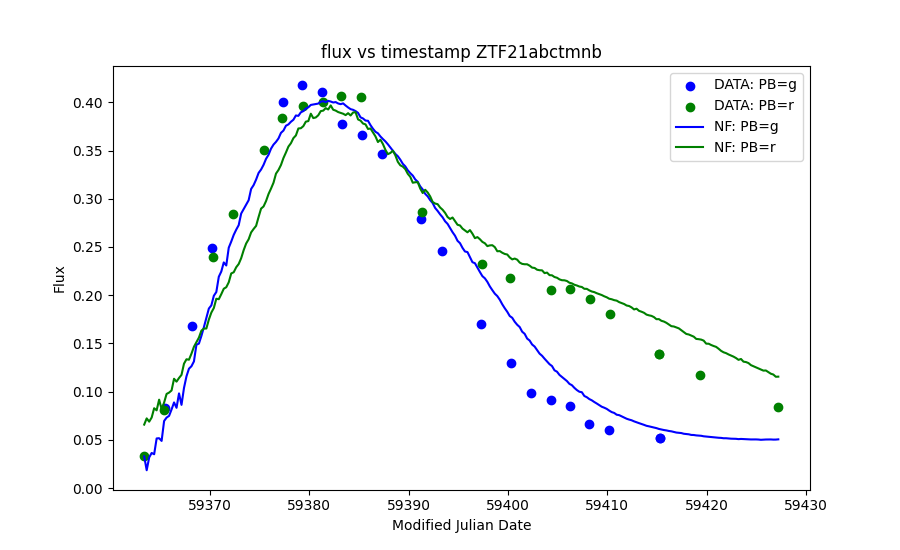 flux vs timestamp ZTF21abctmnb
DATA: PB=g
DATA: PB=r
NF: PB=g
NF: PB=r
Flux
0.40
0.35
0.30
0.25
0.20
0.15
0.10
0.05
0.00
59370
59380
59390
59400
59410
59420
59430
Modified Julian Date